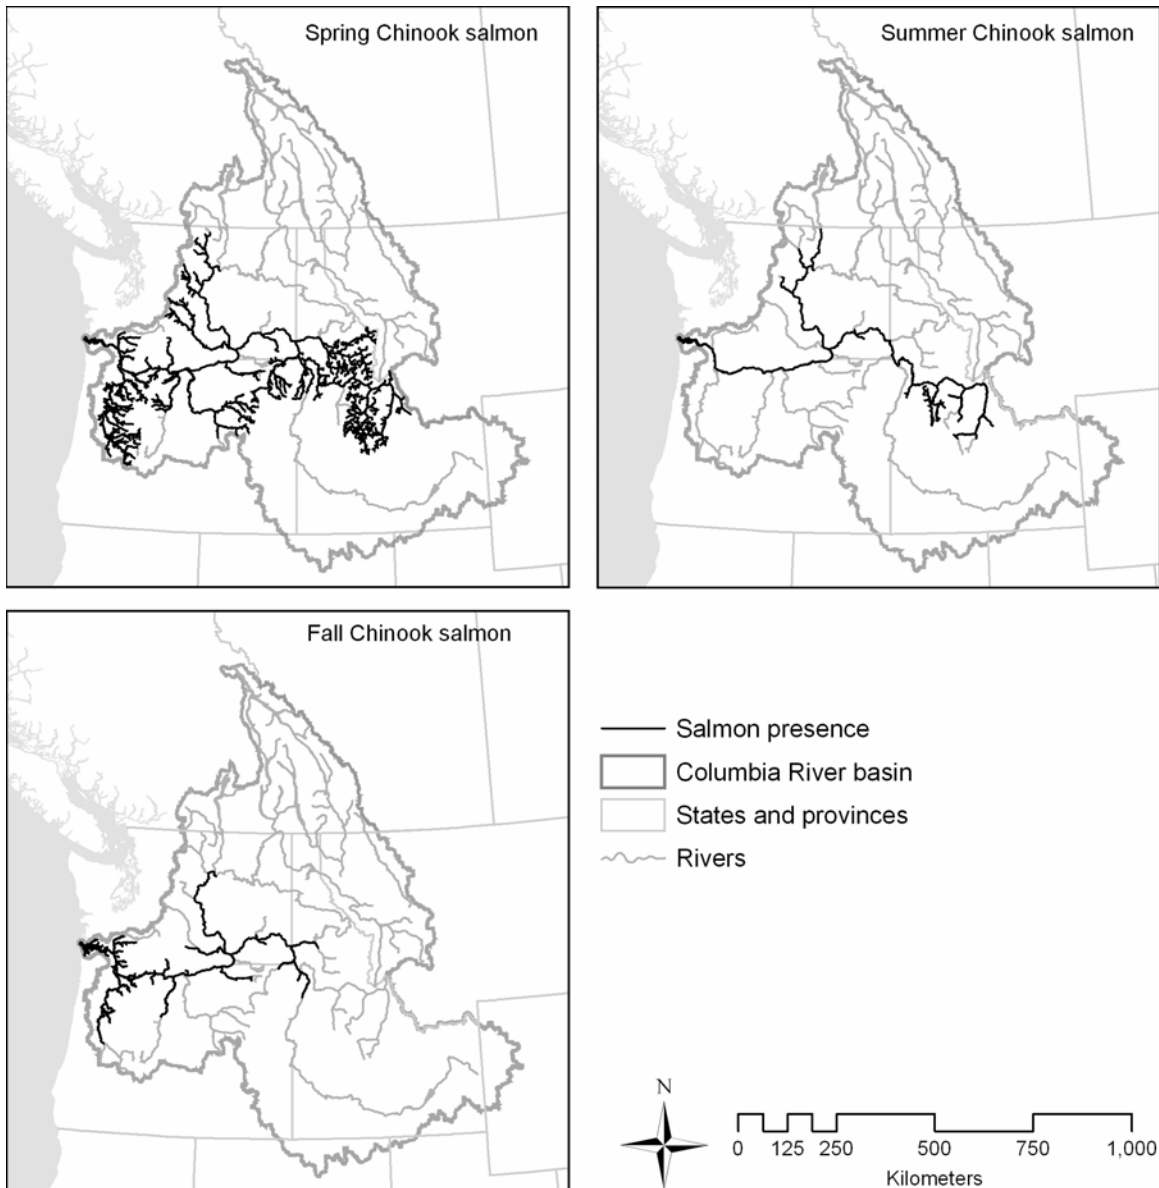 Spring Chinook salmon
Summer Chinook salmon
Fall Chinook salmon
Salmon presence
Columbia River basin
States and provinces
Rivers
N
0 125 250 500 750 1,000
Kilometers